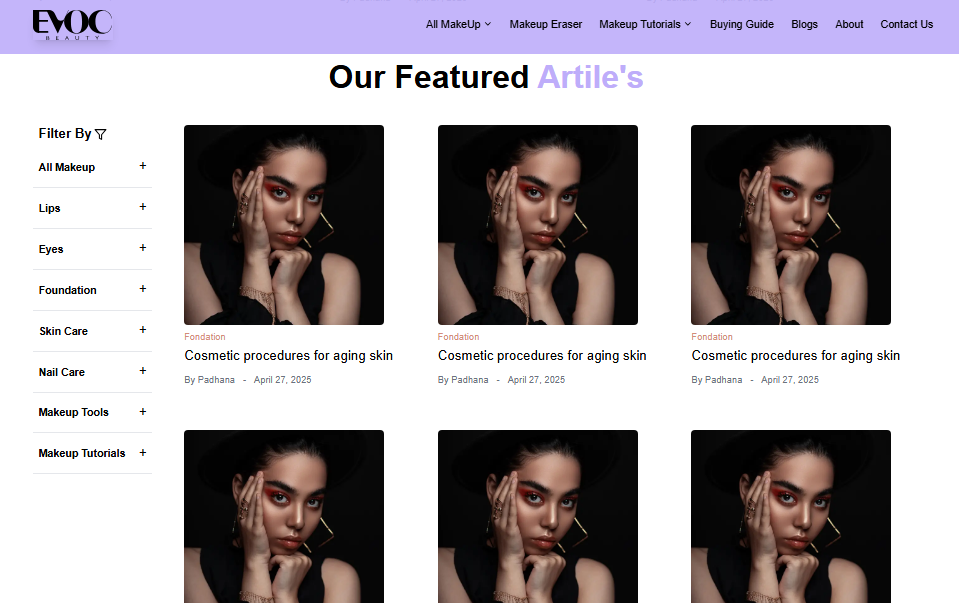 EVOC
BEAUTY
All MakeUp Makeup Eraser Makeup Tutorials Buying Guide Blogs About Contact Us
Our Featured Artile's
Filter By
All Makeup +
Lips +
Eyes +
Foundation +
Skin Care +
Nail Care +
Makeup Tools +
Makeup Tutorials +
Fondation Fondation Fondation
Cosmetic procedures for aging skin Cosmetic procedures for aging skin Cosmetic procedures for aging skin
By Padhana - April 27, 2025 By Padhana - April 27, 2025 By Padhana - April 27, 2025